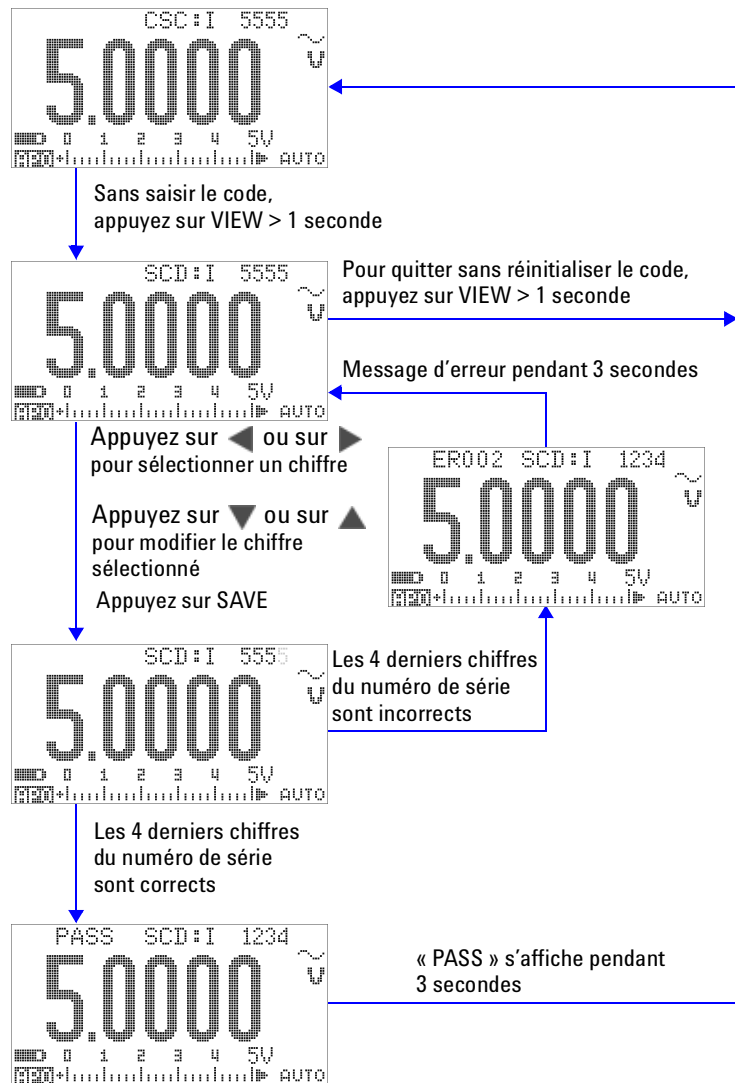 CSC:I 5555
5.0000 V
0 1 2 3 4 5V
APO AUTO
Sans saisir le code,
appuyez sur VIEW > 1 seconde
SCD:I 5555
5.0000 V
0 1 2 3 4 5V
APO AUTO
Pour quitter sans réinitialiser le code,
appuyez sur VIEW > 1 seconde
Message d’erreur pendant 3 secondes
Appuyez sur ◀ ou sur ▶
pour sélectionner un chiffre
Appuyez sur ▼ ou sur ▲
pour modifier le chiffre
sélectionné
Appuyez sur SAVE
ER002 SCD:I 1234
5.0000 V
0 1 2 3 4 5V
APO AUTO
SCD:I 5555
5.0000 V
0 1 2 3 4 5V
APO AUTO
Les 4 derniers chiffres
du numéro de série
sont incorrects
Les 4 derniers chiffres
du numéro de série
sont corrects
PASS SCD:I 1234
5.0000 V
0 1 2 3 4 5V
APO AUTO
« PASS » s’affiche pendant
3 secondes